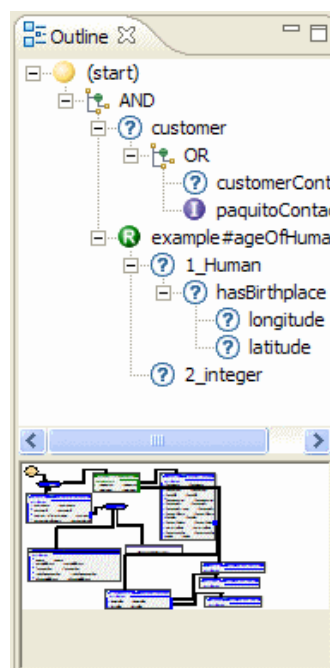 Outline
(start)
AND
customer
OR
customerCont
paquitoContac
example#ageOfHuma
1_Human
hasBirthplace
longitude
latitude
2_integer